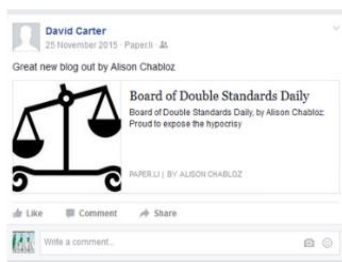 David Carter
25 November 2015 · Paper.li ·
Great new blog out by Alison Chabloz
Board of Double Standards Daily
Board of Double Standards Daily, by Alison Chabloz:
Proud to expose the hypocrisy
PAPER.LI | BY ALISON CHABLOZ
Like Comment Share
Write a comment...